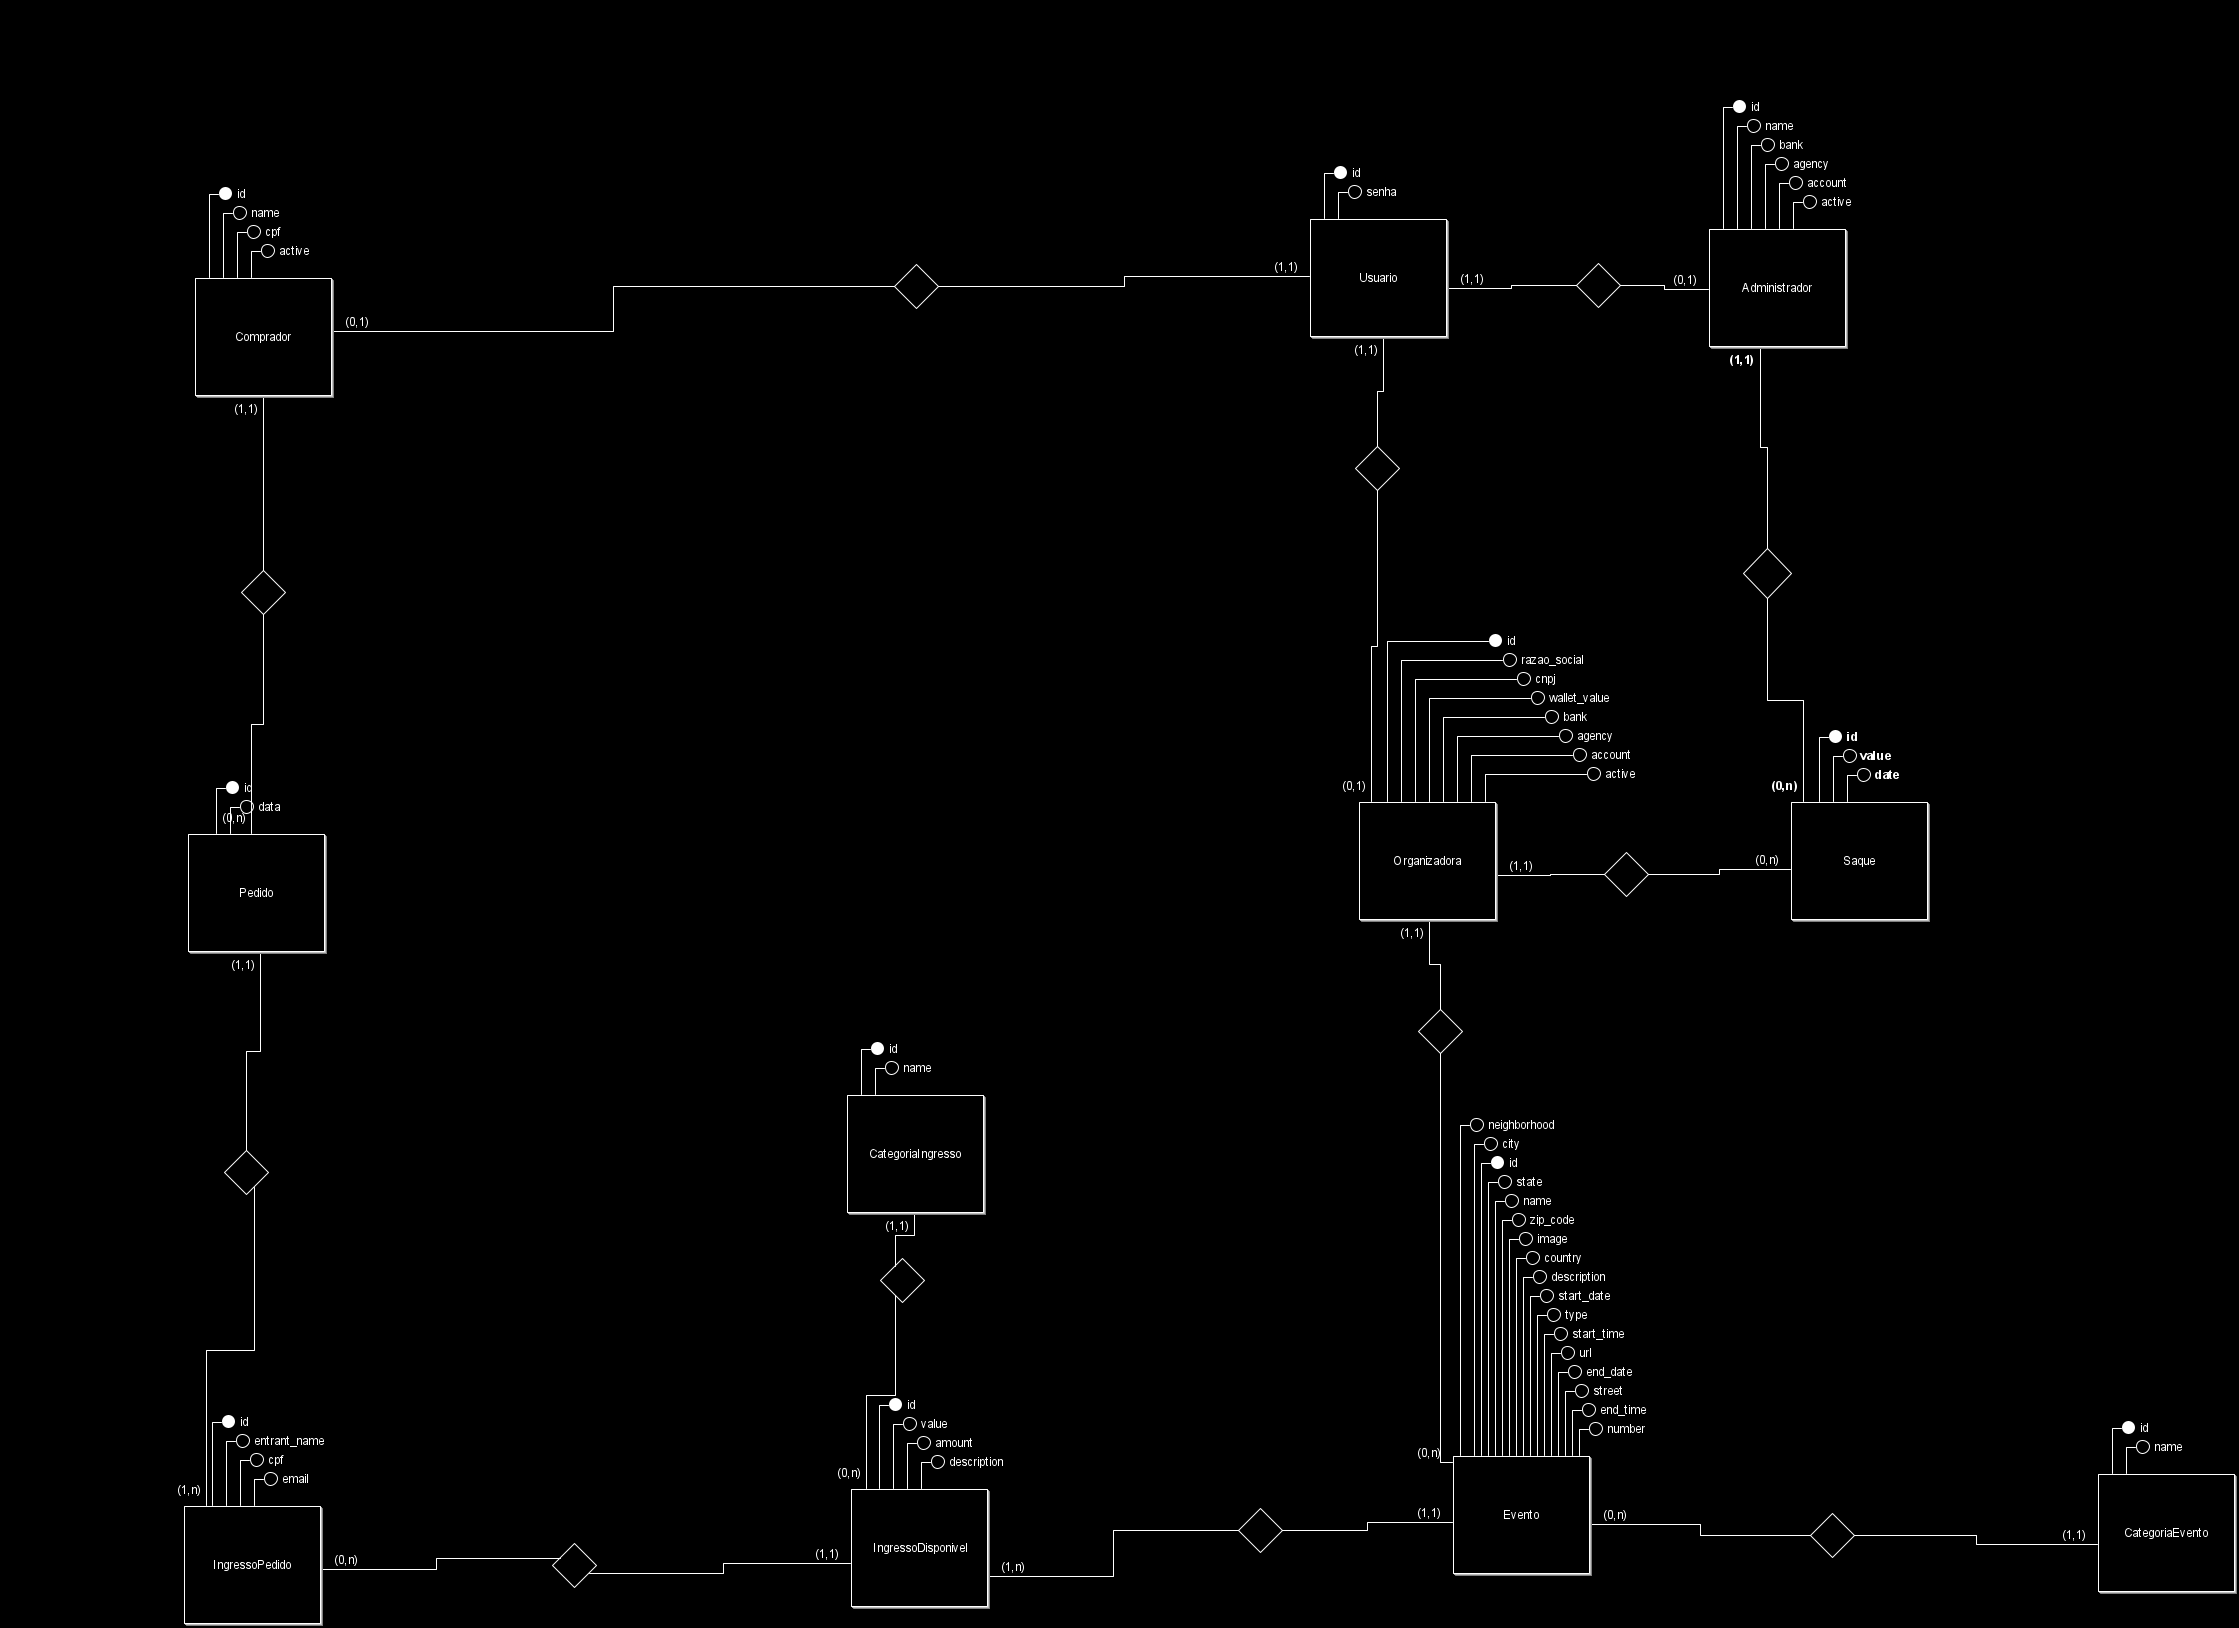 id
name
bank
agency
account
active
(1,1)
(0,1)
Administrador
(1,1)
id
senha
Usuario
(1,1)
(1,1)
id
name
cpf
active
(0,1)
Comprador
(1,1)
id
razao_social
cnpj
wallet_value
bank
agency
account
active
(0,1)
(1,1)
Organizadora
(1,1)
id
value
date
(0,n)
(0,n)
Saque
id
data
(0,n)
Pedido
(1,1)
id
name
CategoriaIngresso
(1,1)
neighborhood
city
id
state
name
zip_code
image
country
description
start_date
type
start_time
url
end_date
street
end_time
number
(0,n)
(1,1)
Evento
(0,n)
id
entrant_name
cpf
email
(1,n)
IngressoPedido
(0,n)
id
value
amount
description
(0,n)
(1,1)
IngressoDisponivel
(1,n)
id
name
(1,1)
CategoriaEvento